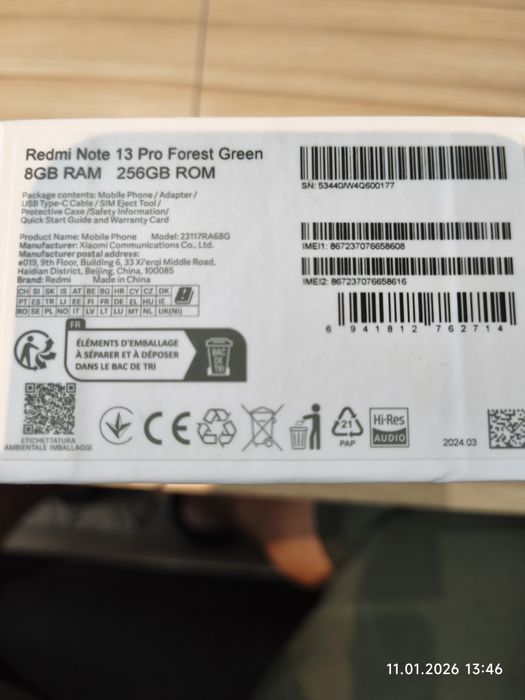 Redmi Note 13 Pro Forest Green
8GB RAM 256GB ROM
Package contents: Mobile Phone / Adapter /
USB Type-C Cable / SIM Eject Tool /
Protective Case /Safety Information/
Quick Start Guide and Warranty Card
Product Name: Mobile Phone Model: 23117RA68G
Manufacturer: Xiaomi Communications Co., Ltd.
Manufacturer postal address:
#019, 9th Floor, Building 6, 33 Xi'erqi Middle Road,
Haidian District, Beijing, China, 100085
Brand: Redmi Made in China
CH SI SK IS AT BE BG HR CY CZ DK
PT ES TR LI EE FI FR DE EL HU IE
RO SE PL NO IT LV LT LU MT NL UK(NI)
SN: 53440/W4Q600177
IMEI1: 867237076658608
IMEI2: 867237076658616
6 941812 762714
FR
ÉLÉMENTS D'EMBALLAGE
À SÉPARER ET À DÉPOSER
DANS LE BAC DE TRI
BAC
DE
TRI
ETICHETTATURA
AMBIENTALE IMBALLAGGI
CE
21
PAP
Hi-Res
AUDIO
2024.03
11.01.2026 13:46